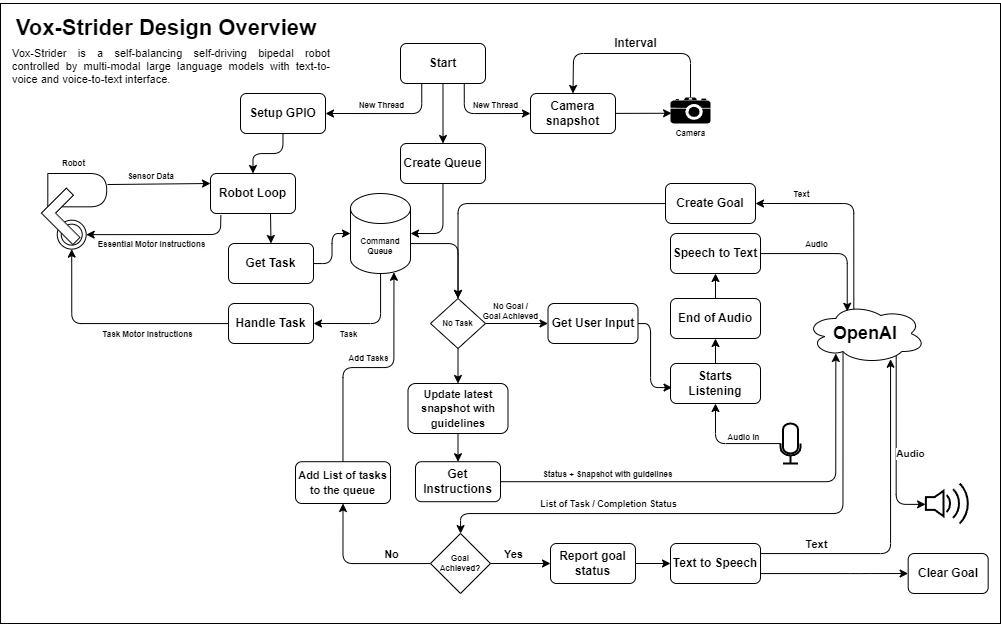 Vox-Strider Design Overview
Vox-Strider is a self-balancing self-driving bipedal robot
controlled by multi-modal large language models with text-to-
voice and voice-to-text interface.
Start
Interval
New Thread
New Thread
Setup GPIO
Camera
snapshot
Camera
Create Queue
Robot
Sensor Data
Robot Loop
Essential Motor Instructions
Get Task
Command
Queue
Create Goal
Text
Speech to Text
Audio
Handle Task
Task Motor Instructions
Task
Add Tasks
No Task
No Goal /
Goal Achieved
Get User Input
End of Audio
OpenAI
Starts
Listening
Audio In
Update latest
snapshot with
guidelines
Get
Instructions
Status + Snapshot with guidelines
Audio
Add List of tasks
to the queue
List of Task / Completion Status
No
Goal
Achieved?
Yes
Report goal
status
Text to Speech
Text
Clear Goal